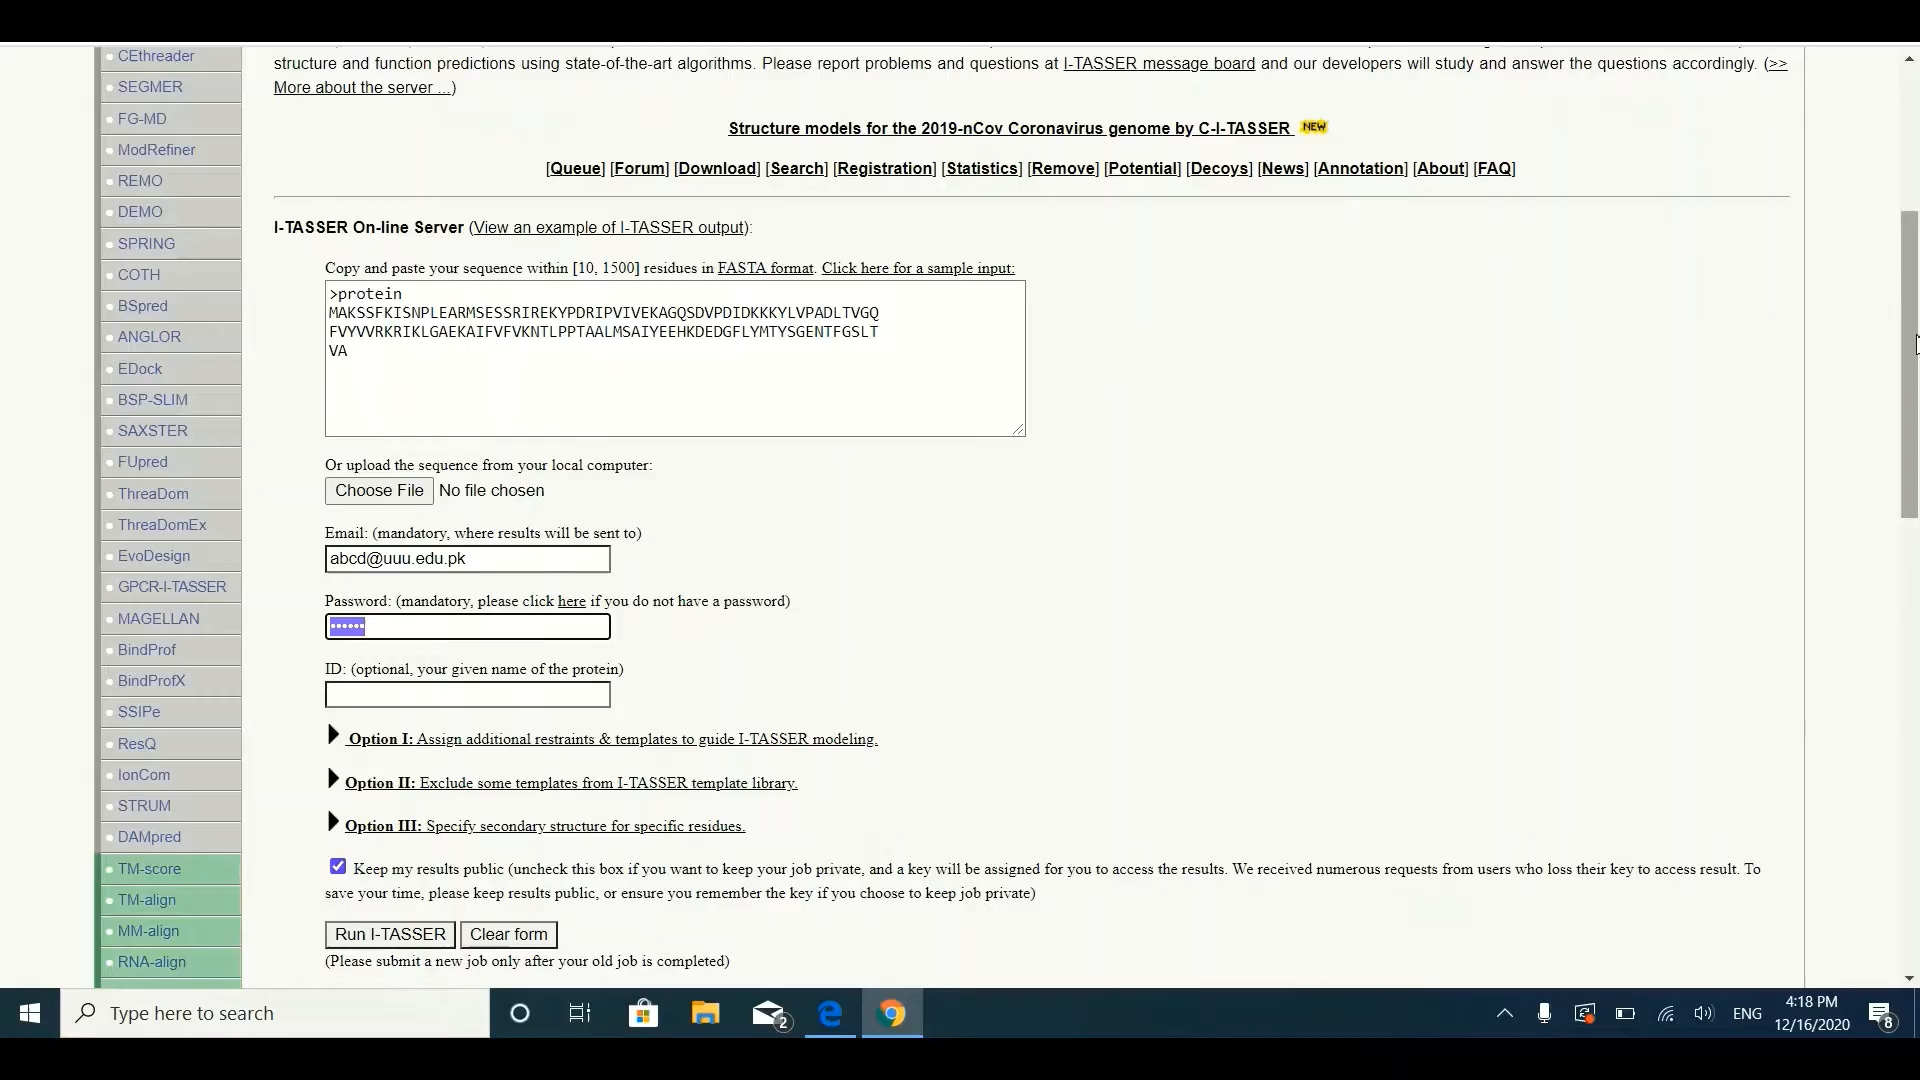 CEthreader
SEGMER
FG-MD
ModRefiner
REMO
DEMO
SPRING
COTH
BSpred
ANGLOR
EDock
BSP-SLIM
SAXSTER
FUpred
ThreaDom
ThreaDomEx
EvoDesign
GPCR-I-TASSER
MAGELLAN
BindProf
BindProfX
SSIPe
ResQ
IonCom
STRUM
DAMpred
TM-score
TM-align
MM-align
RNA-align
structure and function predictions using state-of-the-art algorithms. Please report problems and questions at I-TASSER message board and our developers will study and answer the questions accordingly. (>>
More about the server ...)
Structure models for the 2019-nCov Coronavirus genome by C-I-TASSER NEW
[Queue] [Forum] [Download] [Search] [Registration] [Statistics] [Remove] [Potential] [Decoys] [News] [Annotation] [About] [FAQ]
I-TASSER On-line Server (View an example of I-TASSER output):
Copy and paste your sequence within [10, 1500] residues in FASTA format. Click here for a sample input:
>protein
MAKSSFKISNPLEARMSESSRIREKYPDRIPVIVEKAGQSDVPDIDKKKYLVPADLTVGQ
FVYVVRKRIKLGAEKAIFVFVKNTLPPTAALMSAIYEEHKDEDGFLYMTYSGENTFGSLT
VA
Or upload the sequence from your local computer:
Choose File No file chosen
Email: (mandatory, where results will be sent to)
abcd@uuu.edu.pk
Password: (mandatory, please click here if you do not have a password)
••••••
ID: (optional, your given name of the protein)
Option I: Assign additional restraints & templates to guide I-TASSER modeling.
Option II: Exclude some templates from I-TASSER template library.
Option III: Specify secondary structure for specific residues.
Keep my results public (uncheck this box if you want to keep your job private, and a key will be assigned for you to access the results. We received numerous requests from users who loss their key to access result. To
save your time, please keep results public, or ensure you remember the key if you choose to keep job private)
Run I-TASSER Clear form
(Please submit a new job only after your old job is completed)
Type here to search
2
ENG
4:18 PM
12/16/2020
8